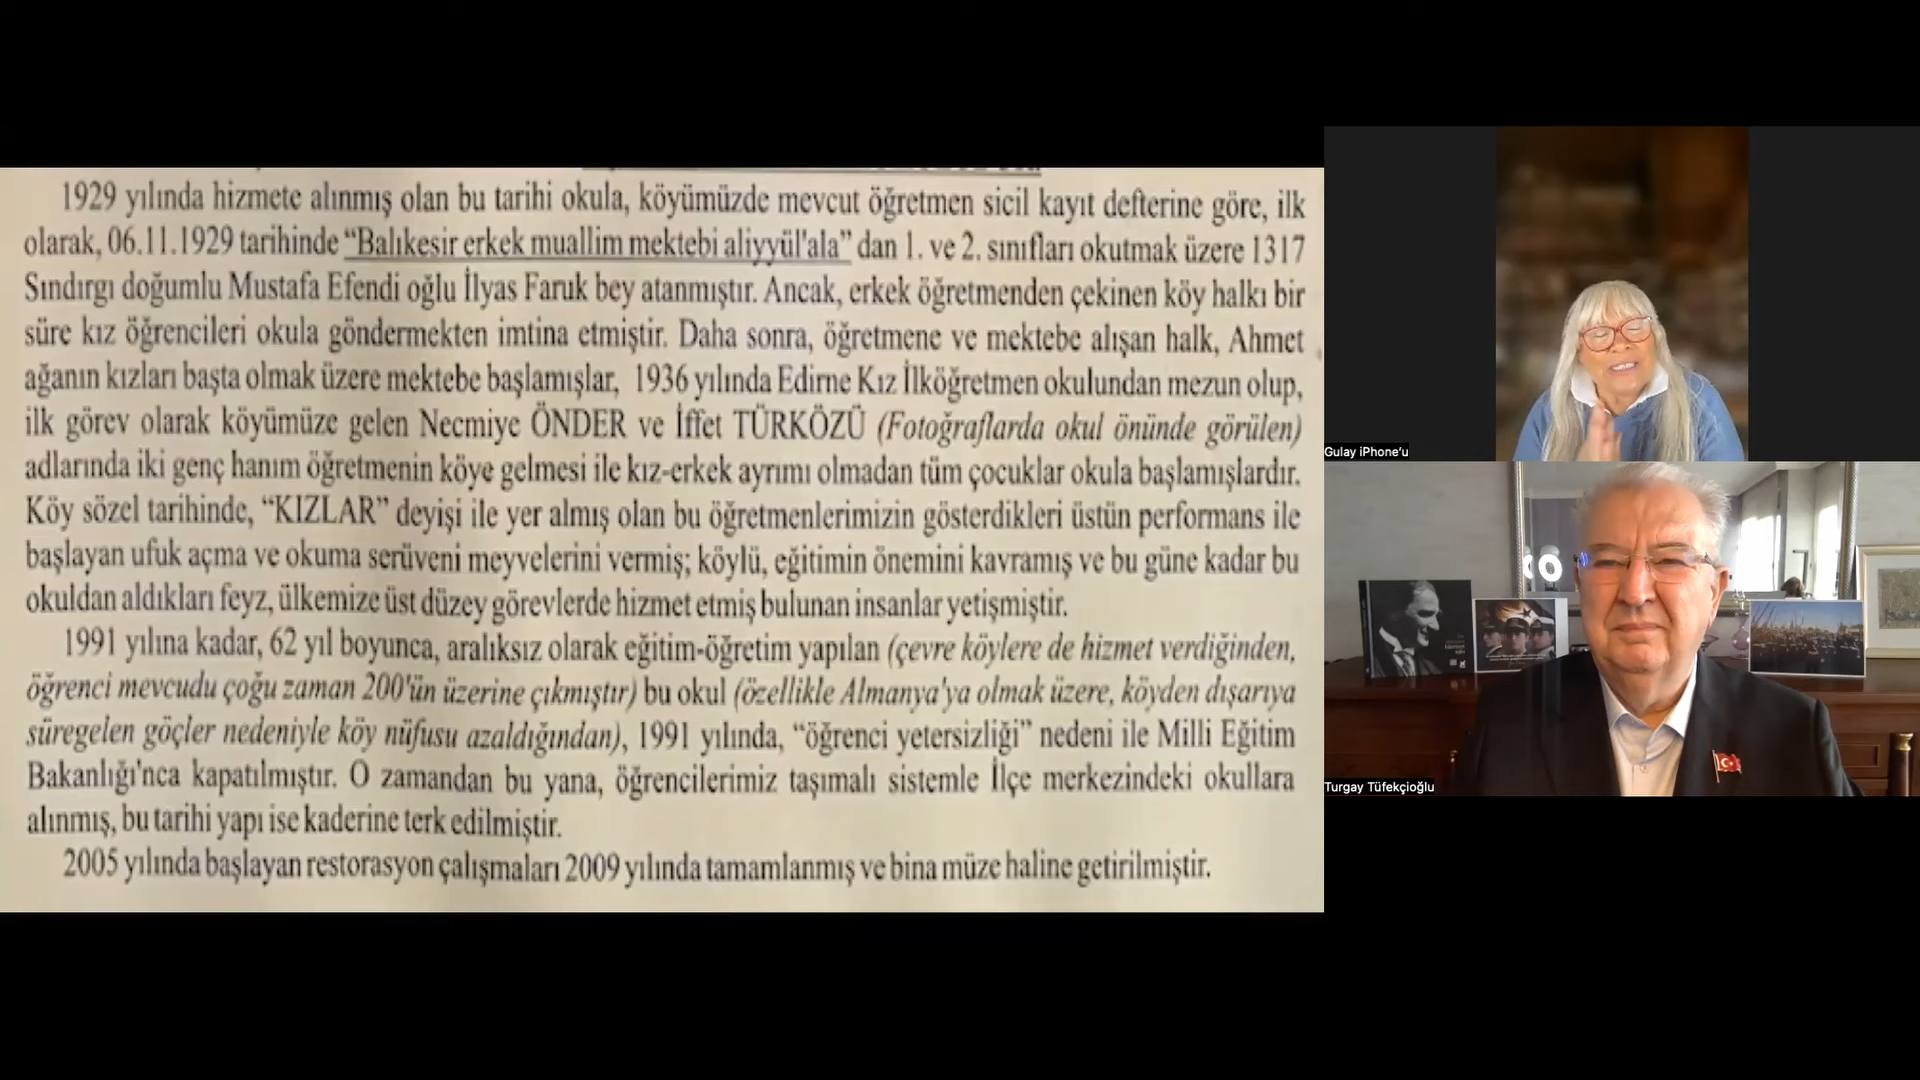 1929 yılında hizmete alınmış olan bu tarihi okula, köyümüzde mevcut öğretmen sicil kayıt defterine göre, ilk
olarak, 06.11.1929 tarihinde “Balıkesir erkek muallim mektebi aliyyül'ala” dan 1. ve 2. sınıfları okutmak üzere 1317
Sındırgı doğumlu Mustafa Efendi oğlu İlyas Faruk bey atanmıştır. Ancak, erkek öğretmenden çekinen köy halkı bir
süre kız öğrencileri okula göndermekten imtina etmiştir. Daha sonra, öğretmene ve mektebe alışan halk, Ahmet
ağanın kızları başta olmak üzere mektebe başlamışlar, 1936 yılında Edirne Kız İlköğretmen okulundan mezun olup,
ilk görev olarak köyümüze gelen Necmiye ÖNDER ve İffet TÜRKÖZÜ (Fotoğraflarda okul önünde görülen)
adlarında iki genç hanım öğretmenin köye gelmesi ile kız-erkek ayrımı olmadan tüm çocuklar okula başlamışlardır.
Köy sözel tarihinde, “KIZLAR” deyişi ile yer almış olan bu öğretmenlerimizin gösterdikleri üstün performans ile
başlayan ufuk açma ve okuma serüveni meyvelerini vermiş; köylü, eğitimin önemini kavramış ve bu güne kadar bu
okuldan aldıkları feyz, ülkemize üst düzey görevlerde hizmet etmiş bulunan insanlar yetişmiştir.
1991 yılına kadar, 62 yıl boyunca, aralıksız olarak eğitim-öğretim yapılan (çevre köylere de hizmet verdiğinden,
öğrenci mevcudu çoğu zaman 200'ün üzerine çıkmıştır) bu okul (özellikle Almanya'ya olmak üzere, köyden dışarıya
süregelen göçler nedeniyle köy nüfusu azaldığından), 1991 yılında, “öğrenci yetersizliği” nedeni ile Milli Eğitim
Bakanlığı'nca kapatılmıştır. O zamandan bu yana, öğrencilerimiz taşımalı sistemle İlçe merkezindeki okullara
alınmış, bu tarihi yapı ise kaderine terk edilmiştir.
2005 yılında başlayan restorasyon çalışmaları 2009 yılında tamamlanmış ve bina müze haline getirilmiştir.
Gulay iPhone’u
Turgay Tüfekçioğlu